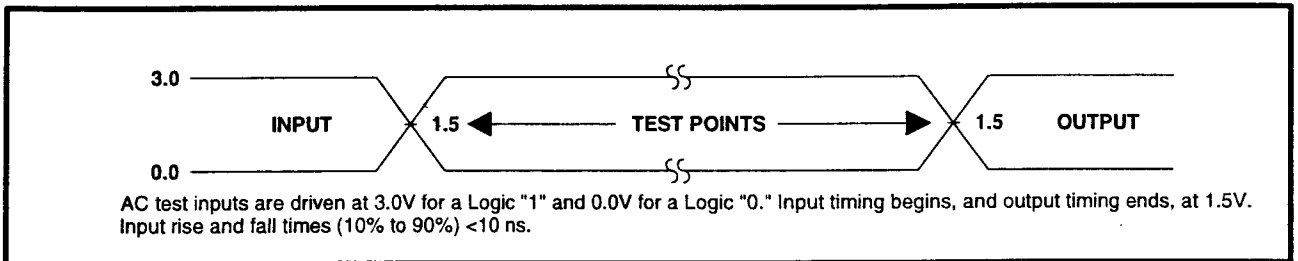 3.0
INPUT 1.5 TEST POINTS 1.5 OUTPUT
0.0
AC test inputs are driven at 3.0V for a Logic "1" and 0.0V for a Logic "0." Input timing begins, and output timing ends, at 1.5V.
Input rise and fall times (10% to 90%) <10 ns.